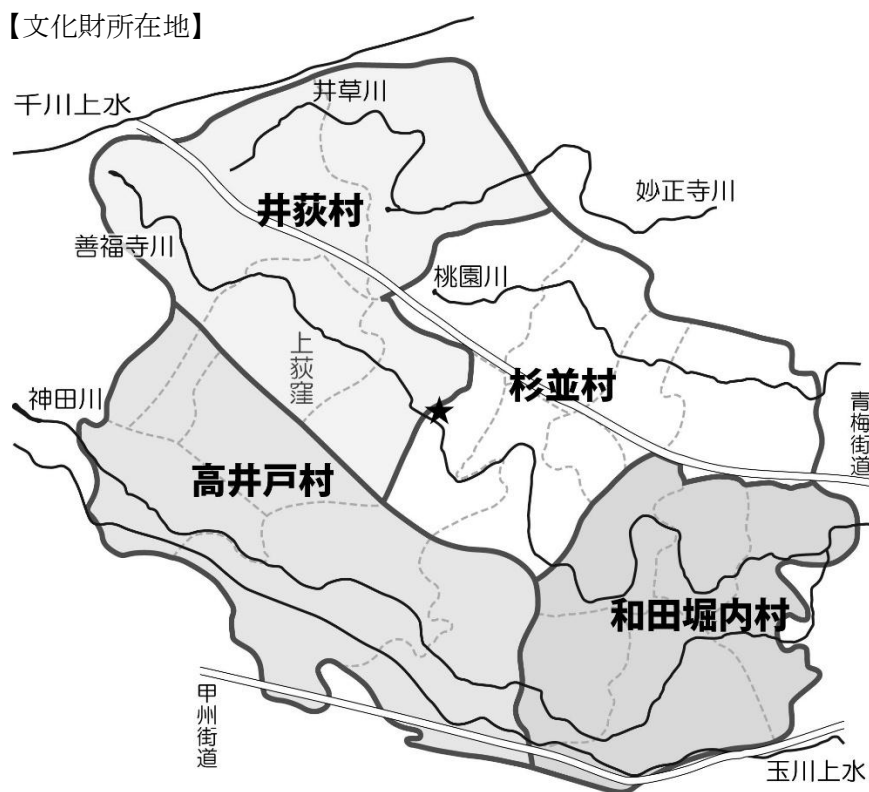 【文化財所在地】
千川上水
井草川
妙正寺川
井荻村
善福寺川
桃園川
上荻窪
杉並村
神田川
青梅街道
高井戸村
和田堀内村
甲州街道
玉川上水